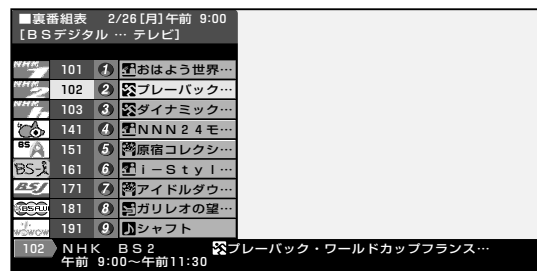 ■裏番組表 2/26[月]午前 9:00
[BSデジタル … テレビ]
101 1 おはよう世界…
102 2 プレーバック…
103 3 ダイナミック…
141 4 NNN24モ…
BS A 151 5 原宿コレクシ…
BS-i 161 6 i－Styl…
BSJ 171 7 アイドルダウ…
181 8 ガリレオの望…
WOWOW 191 9 シャフト
102 NHK BS2 プレーバック・ワールドカップフランス…
午前 9:00～午前11:30